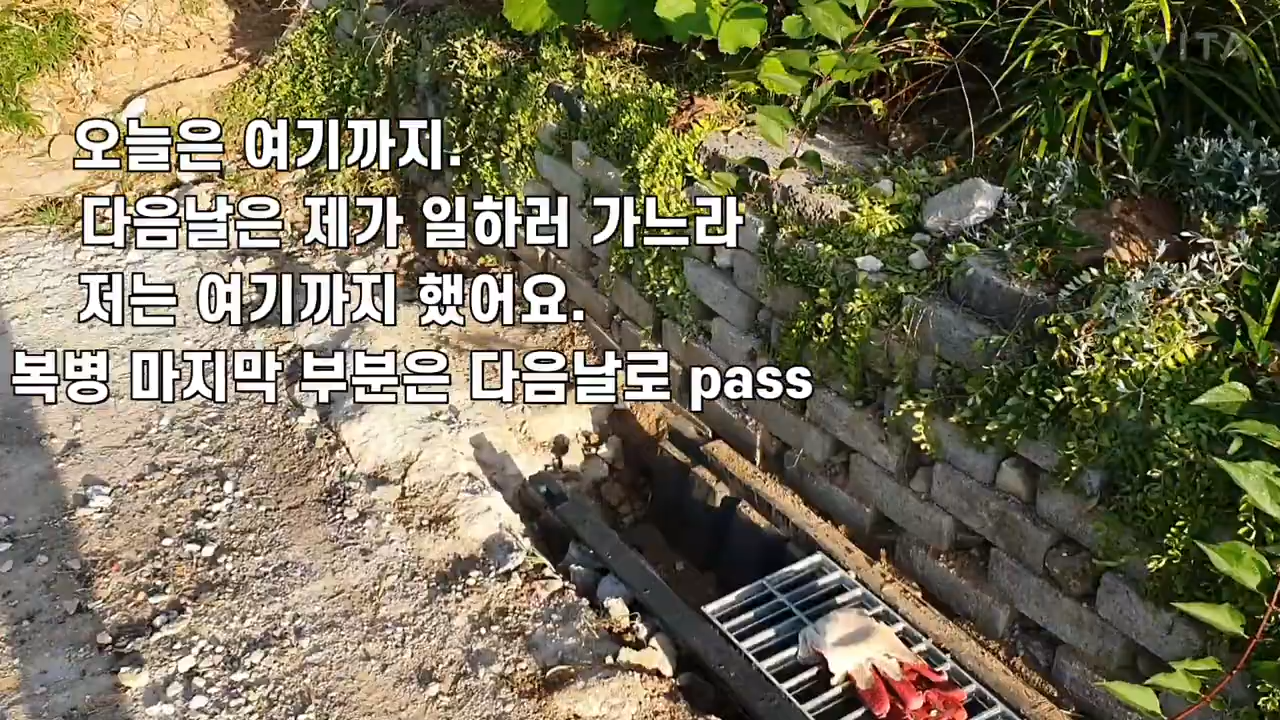 VITA
오늘은 여기까지.
다음날은 제가 일하러 가느라
저는 여기까지 했어요.
복병 마지막 부분은 다음날로 pass